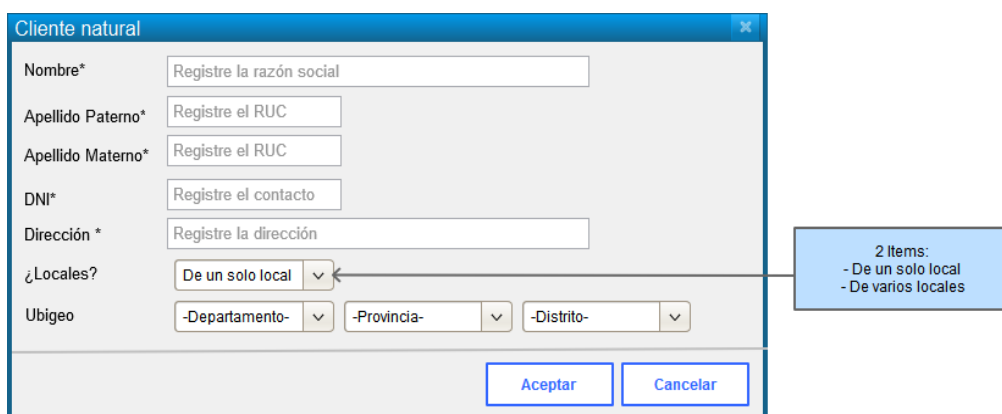 Cliente natural
Nombre* Registre la razón social
Apellido Paterno* Registre el RUC
Apellido Materno* Registre el RUC
DNI* Registre el contacto
Dirección * Registre la dirección
¿Locales? De un solo local
Ubigeo -Departamento- -Provincia- -Distrito-
Aceptar Cancelar
2 Items:
- De un solo local
- De varios locales